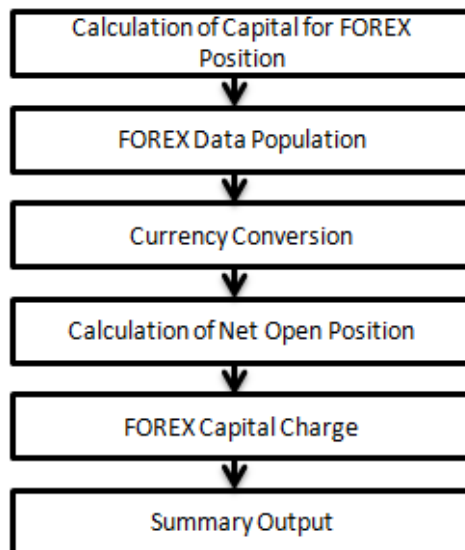 Calculation of Capital for FOREX
Position
FOREX Data Population
Currency Conversion
Calculation of Net Open Position
FOREX Capital Charge
Summary Output